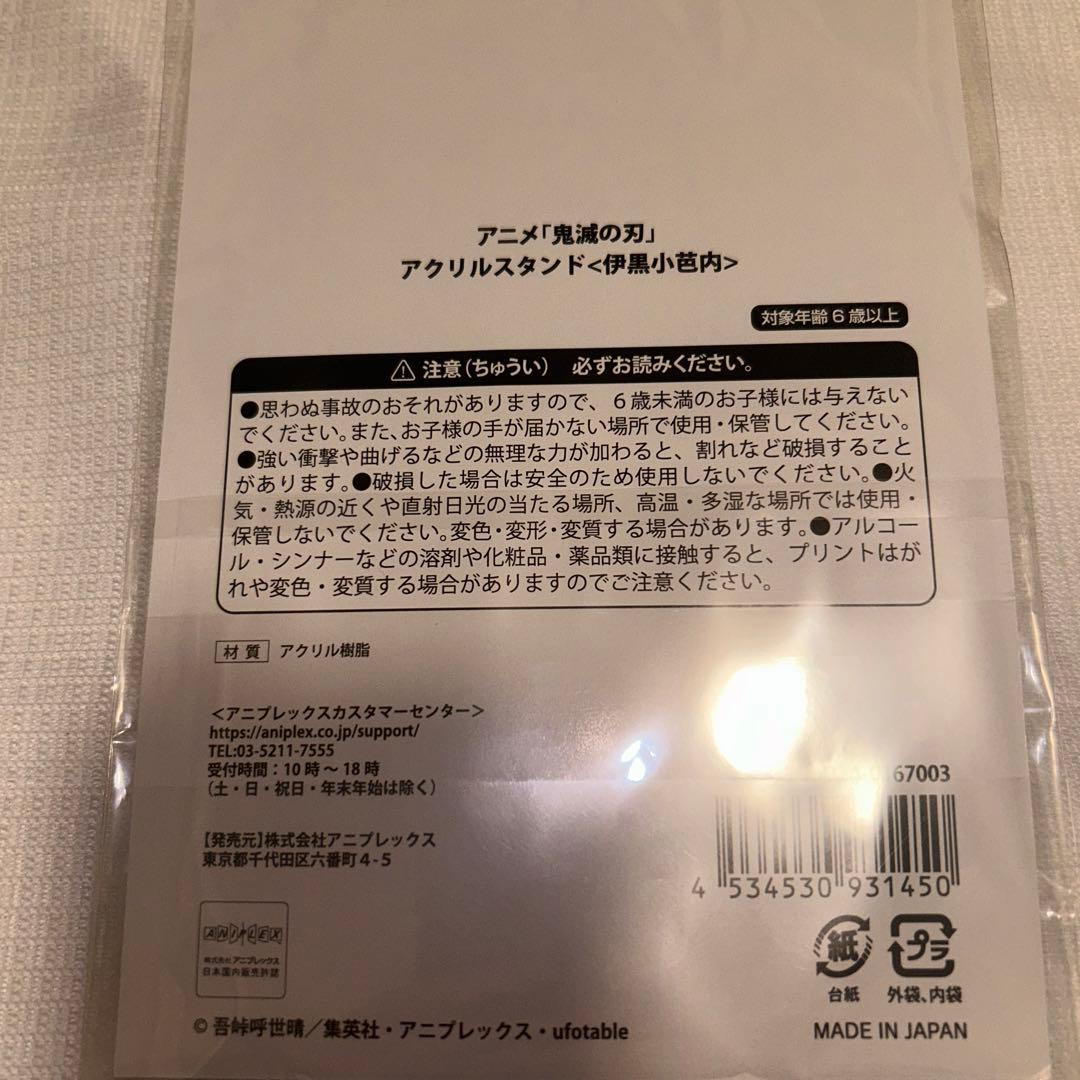 アニメ「鬼滅の刃」
アクリルスタンド<伊黒小芭内>
対象年齢6歳以上
⚠ 注意(ちゅうい) 必ずお読みください。
●思わぬ事故のおそれがありますので、6歳未満のお子様には与えない
でください。また、お子様の手が届かない場所で使用・保管してください。
●強い衝撃や曲げるなどの無理な力が加わると、割れなど破損すること
があります。●破損した場合は安全のため使用しないでください。●火
気・熱源の近くや直射日光の当たる場所、高温・多湿な場所では使用・
保管しないでください。変色・変形・変質する場合があります。●アルコー
ル・シンナーなどの溶剤や化粧品・薬品類に接触すると、プリントはが
れや変色・変質する場合がありますのでご注意ください。
材質 アクリル樹脂
<アニプレックスカスタマーセンター>
https://aniplex.co.jp/support/
TEL:03-5211-7555
受付時間:10時~18時
(土・日・祝日・年末年始は除く)
【発売元】株式会社アニプレックス
東京都千代田区六番町4-5
67003
4 534530 931450
ANIPLEX
株式会社アニプレックス
日本国内販売許諾
紙
台紙
プラ
外袋、内袋
© 吾峠呼世晴/集英社・アニプレックス・ufotable
MADE IN JAPAN